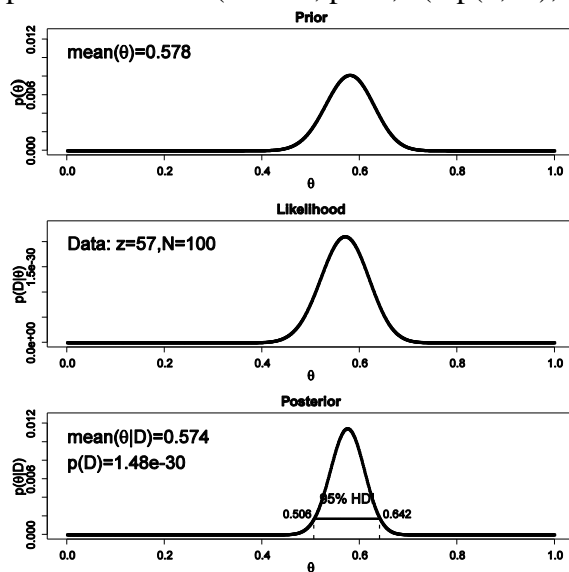 Prior
mean(θ)=0.578
p(θ)
0.012
0.006
0.000
0.0 0.2 0.4 0.6 0.8 1.0
θ
Likelihood
Data: z=57,N=100
p(D|θ)
1.5e-30
0.0e+00
0.0 0.2 0.4 0.6 0.8 1.0
θ
Posterior
mean(θ|D)=0.574
p(D)=1.48e-30
p(θ|D)
0.012
0.006
0.000
95% HDI
0.506 0.642
0.0 0.2 0.4 0.6 0.8 1.0
θ